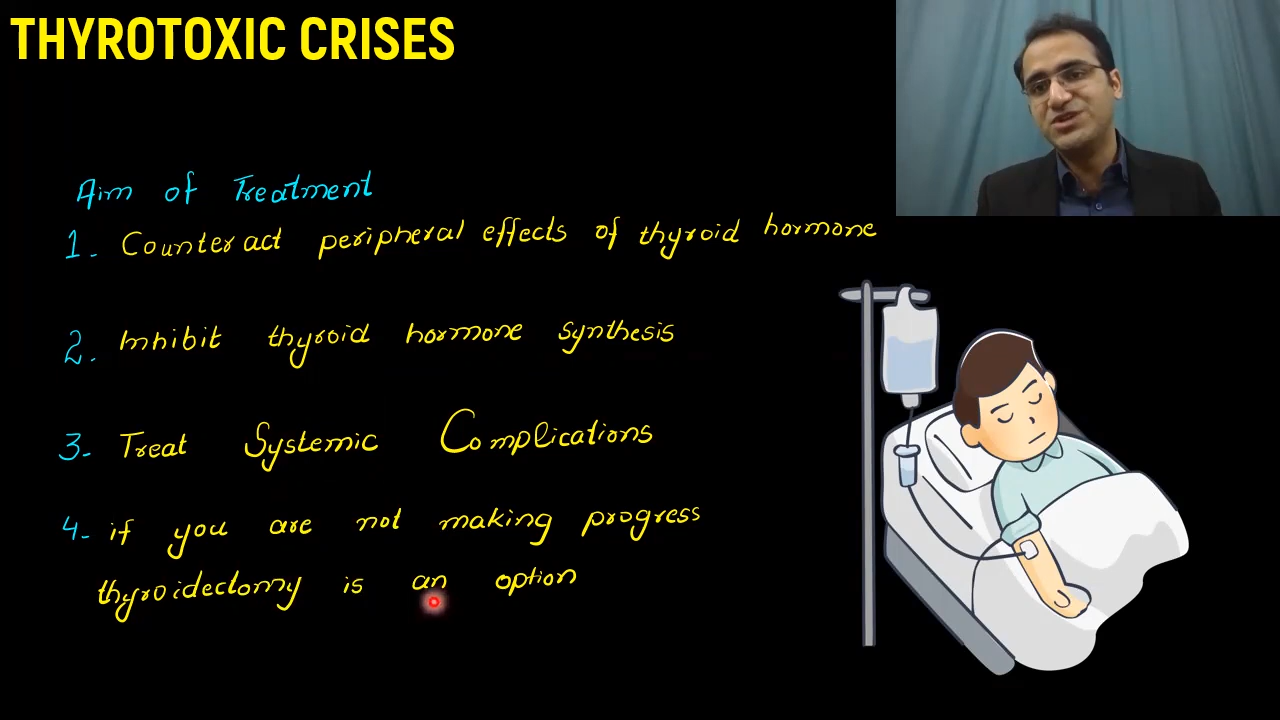 THYROTOXIC CRISES
Aim of Treatment
1. Counteract peripheral effects of thyroid hormone
2. Inhibit thyroid hormone synthesis
3- Treat Systemic Complications
4- if you are not making progress
thyroidectomy is an option